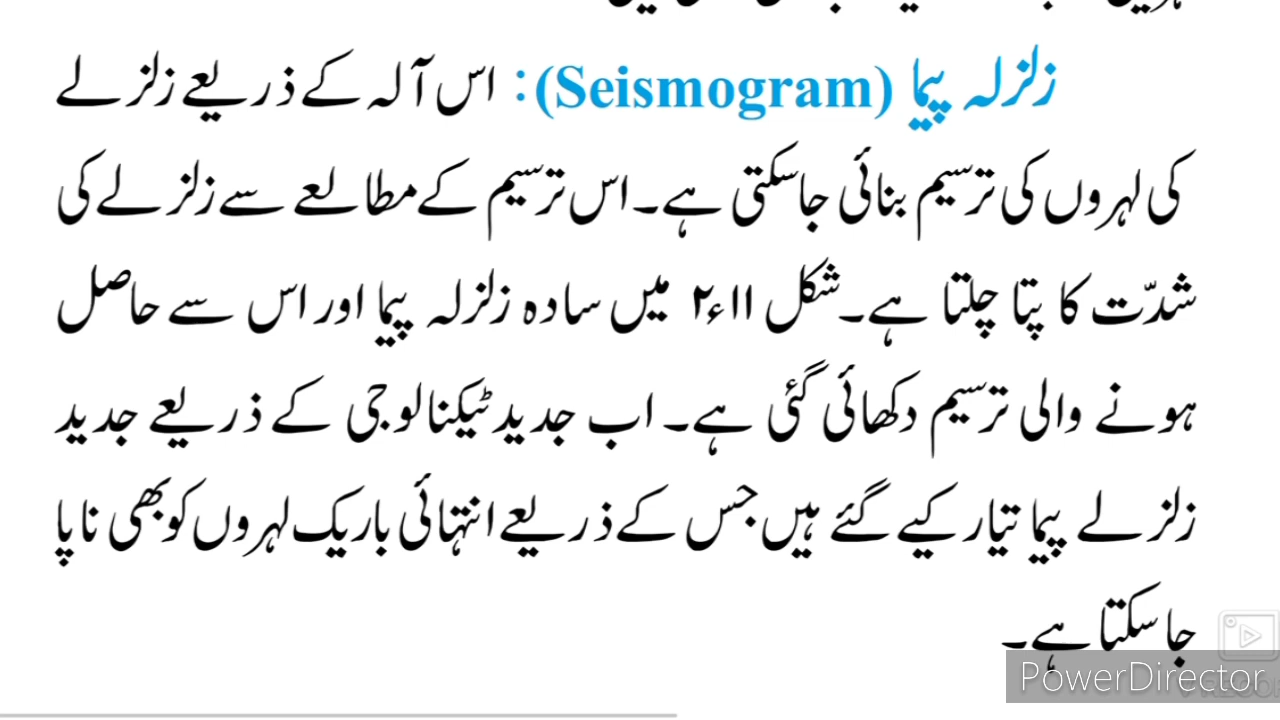 زلزلہ پیما (Seismogram): اس آلہ کے ذریعے زلزلے
کی لہروں کی ترسیم بنائی جاسکتی ہے۔ اس ترسیم کے مطالعے سے زلزلے کی
شدّت کا پتا چلتا ہے۔ شکل ۲ء۱۱ میں سادہ زلزلہ پیما اور اس سے حاصل
ہونے والی ترسیم دکھائی گئی ہے۔ اب جدید ٹیکنالوجی کے ذریعے جدید
زلزلے پیما تیار کیے گئے ہیں جس کے ذریعے انتہائی باریک لہروں کو بھی ناپا
جاسکتا ہے۔
PowerDirector